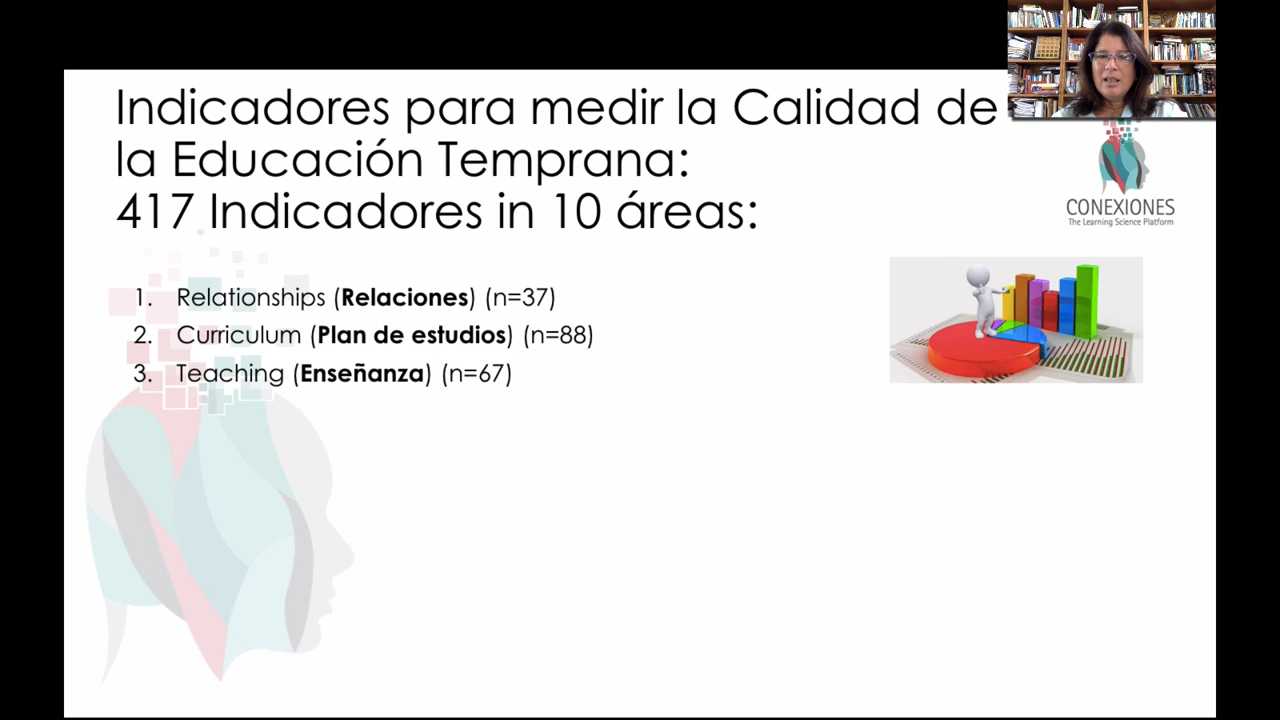 Indicadores para medir la Calidad de
la Educación Temprana:
417 Indicadores in 10 áreas:
CONEXIONES
The Learning Science Platform
1. Relationships (Relaciones) (n=37)
2. Curriculum (Plan de estudios) (n=88)
3. Teaching (Enseñanza) (n=67)